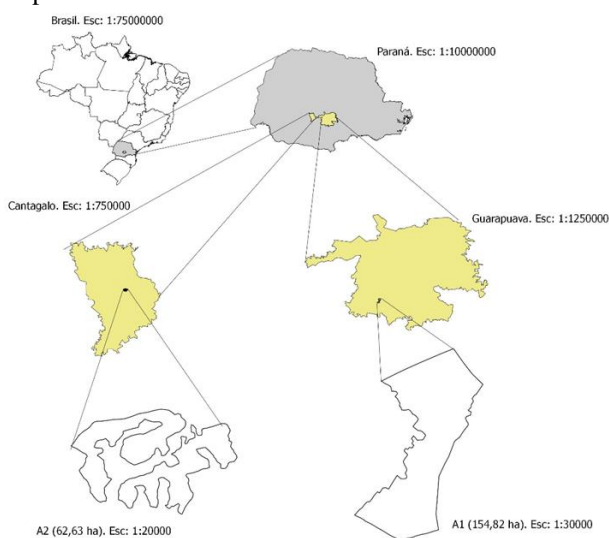 Brasil. Esc: 1:75000000
Paraná. Esc: 1:10000000
Cantagalo. Esc: 1:750000
Guarapuava. Esc: 1:1250000
A2 (62,63 ha). Esc: 1:20000
A1 (154,82 ha). Esc: 1:30000